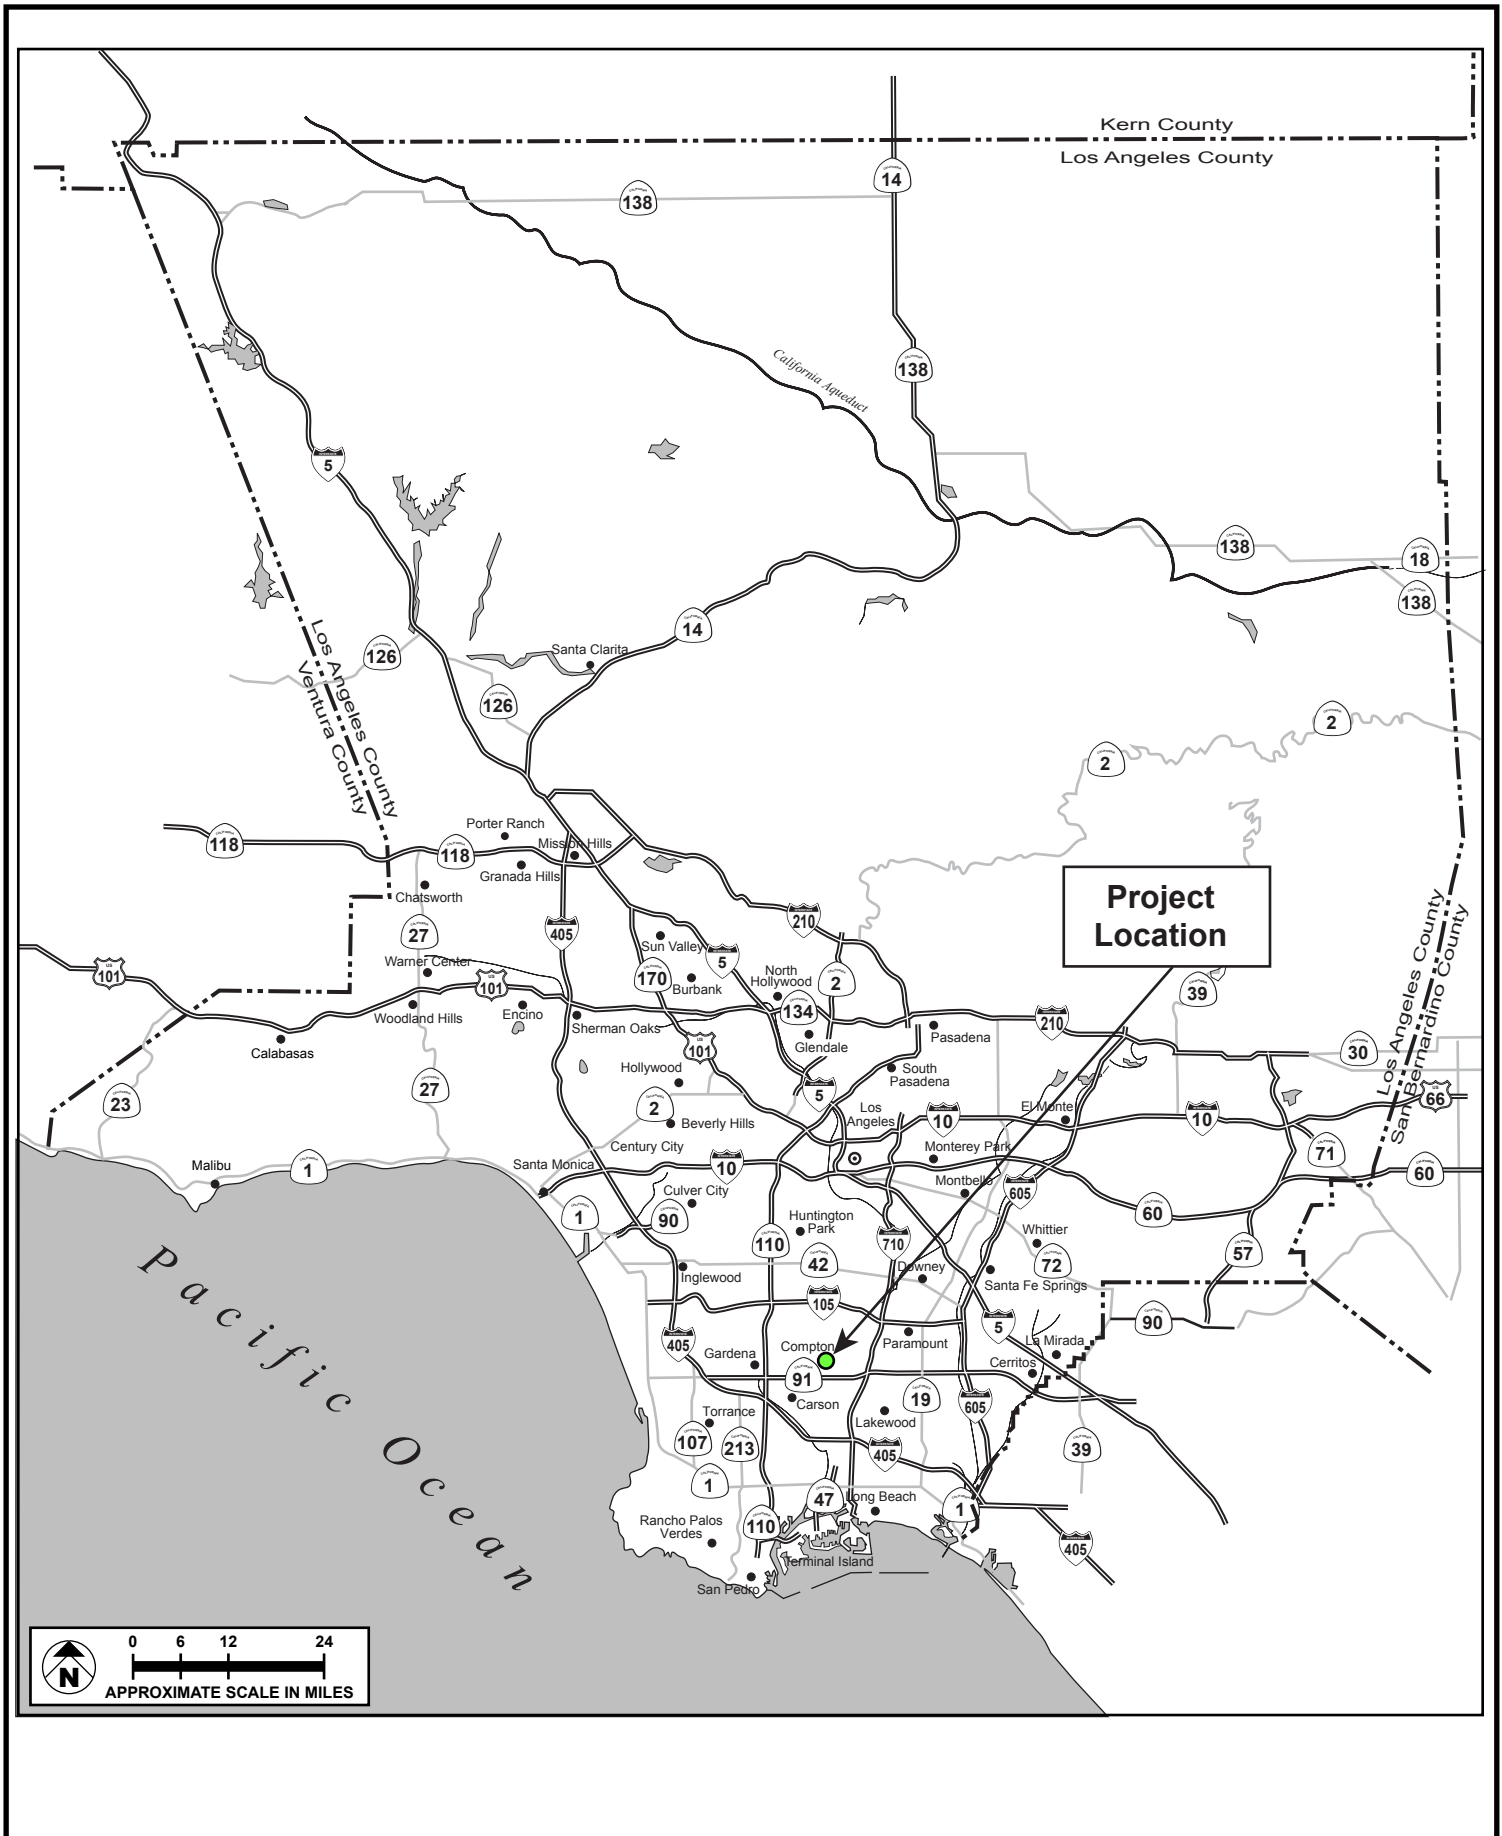 Kern County
Los Angeles County
14
138
138
California Aqueduct
5
138
18
138
14
Los Angeles County
Ventura County
126
Santa Clarita
126
2
2
Porter Ranch
118
118
Mission Hills
Granada Hills
Chatsworth
Project
Location
Los Angeles County
San Bernardino County
27
405
210
Sun Valley
5
Warner Center
US
101
US
101
170
Burbank
North
Hollywood
2
39
Woodland Hills
Encino
Sherman Oaks
134
210
Pasadena
Calabasas
US
101
Glendale
30
Hollywood
South
Pasadena
23
27
2
5
US
66
Beverly Hills
Los
Angeles
10
El Monte
10
Century City
Monterey Park
71
Malibu
1
Santa Monica
10
60
Culver City
Montbello
605
1
90
Huntington
Park
60
Whittier
110
710
42
72
57
Inglewood
Downey
Santa Fe Springs
105
5
90
405
Compton
Paramount
La Mirada
Gardena
Cerritos
91
Carson
19
605
Torrance
Lakewood
107
213
405
39
1
47
Long Beach
1
Rancho Palos
Verdes
110
405
Terminal Island
San Pedro
Pacific Ocean
0 6 12 24
N
APPROXIMATE SCALE IN MILES